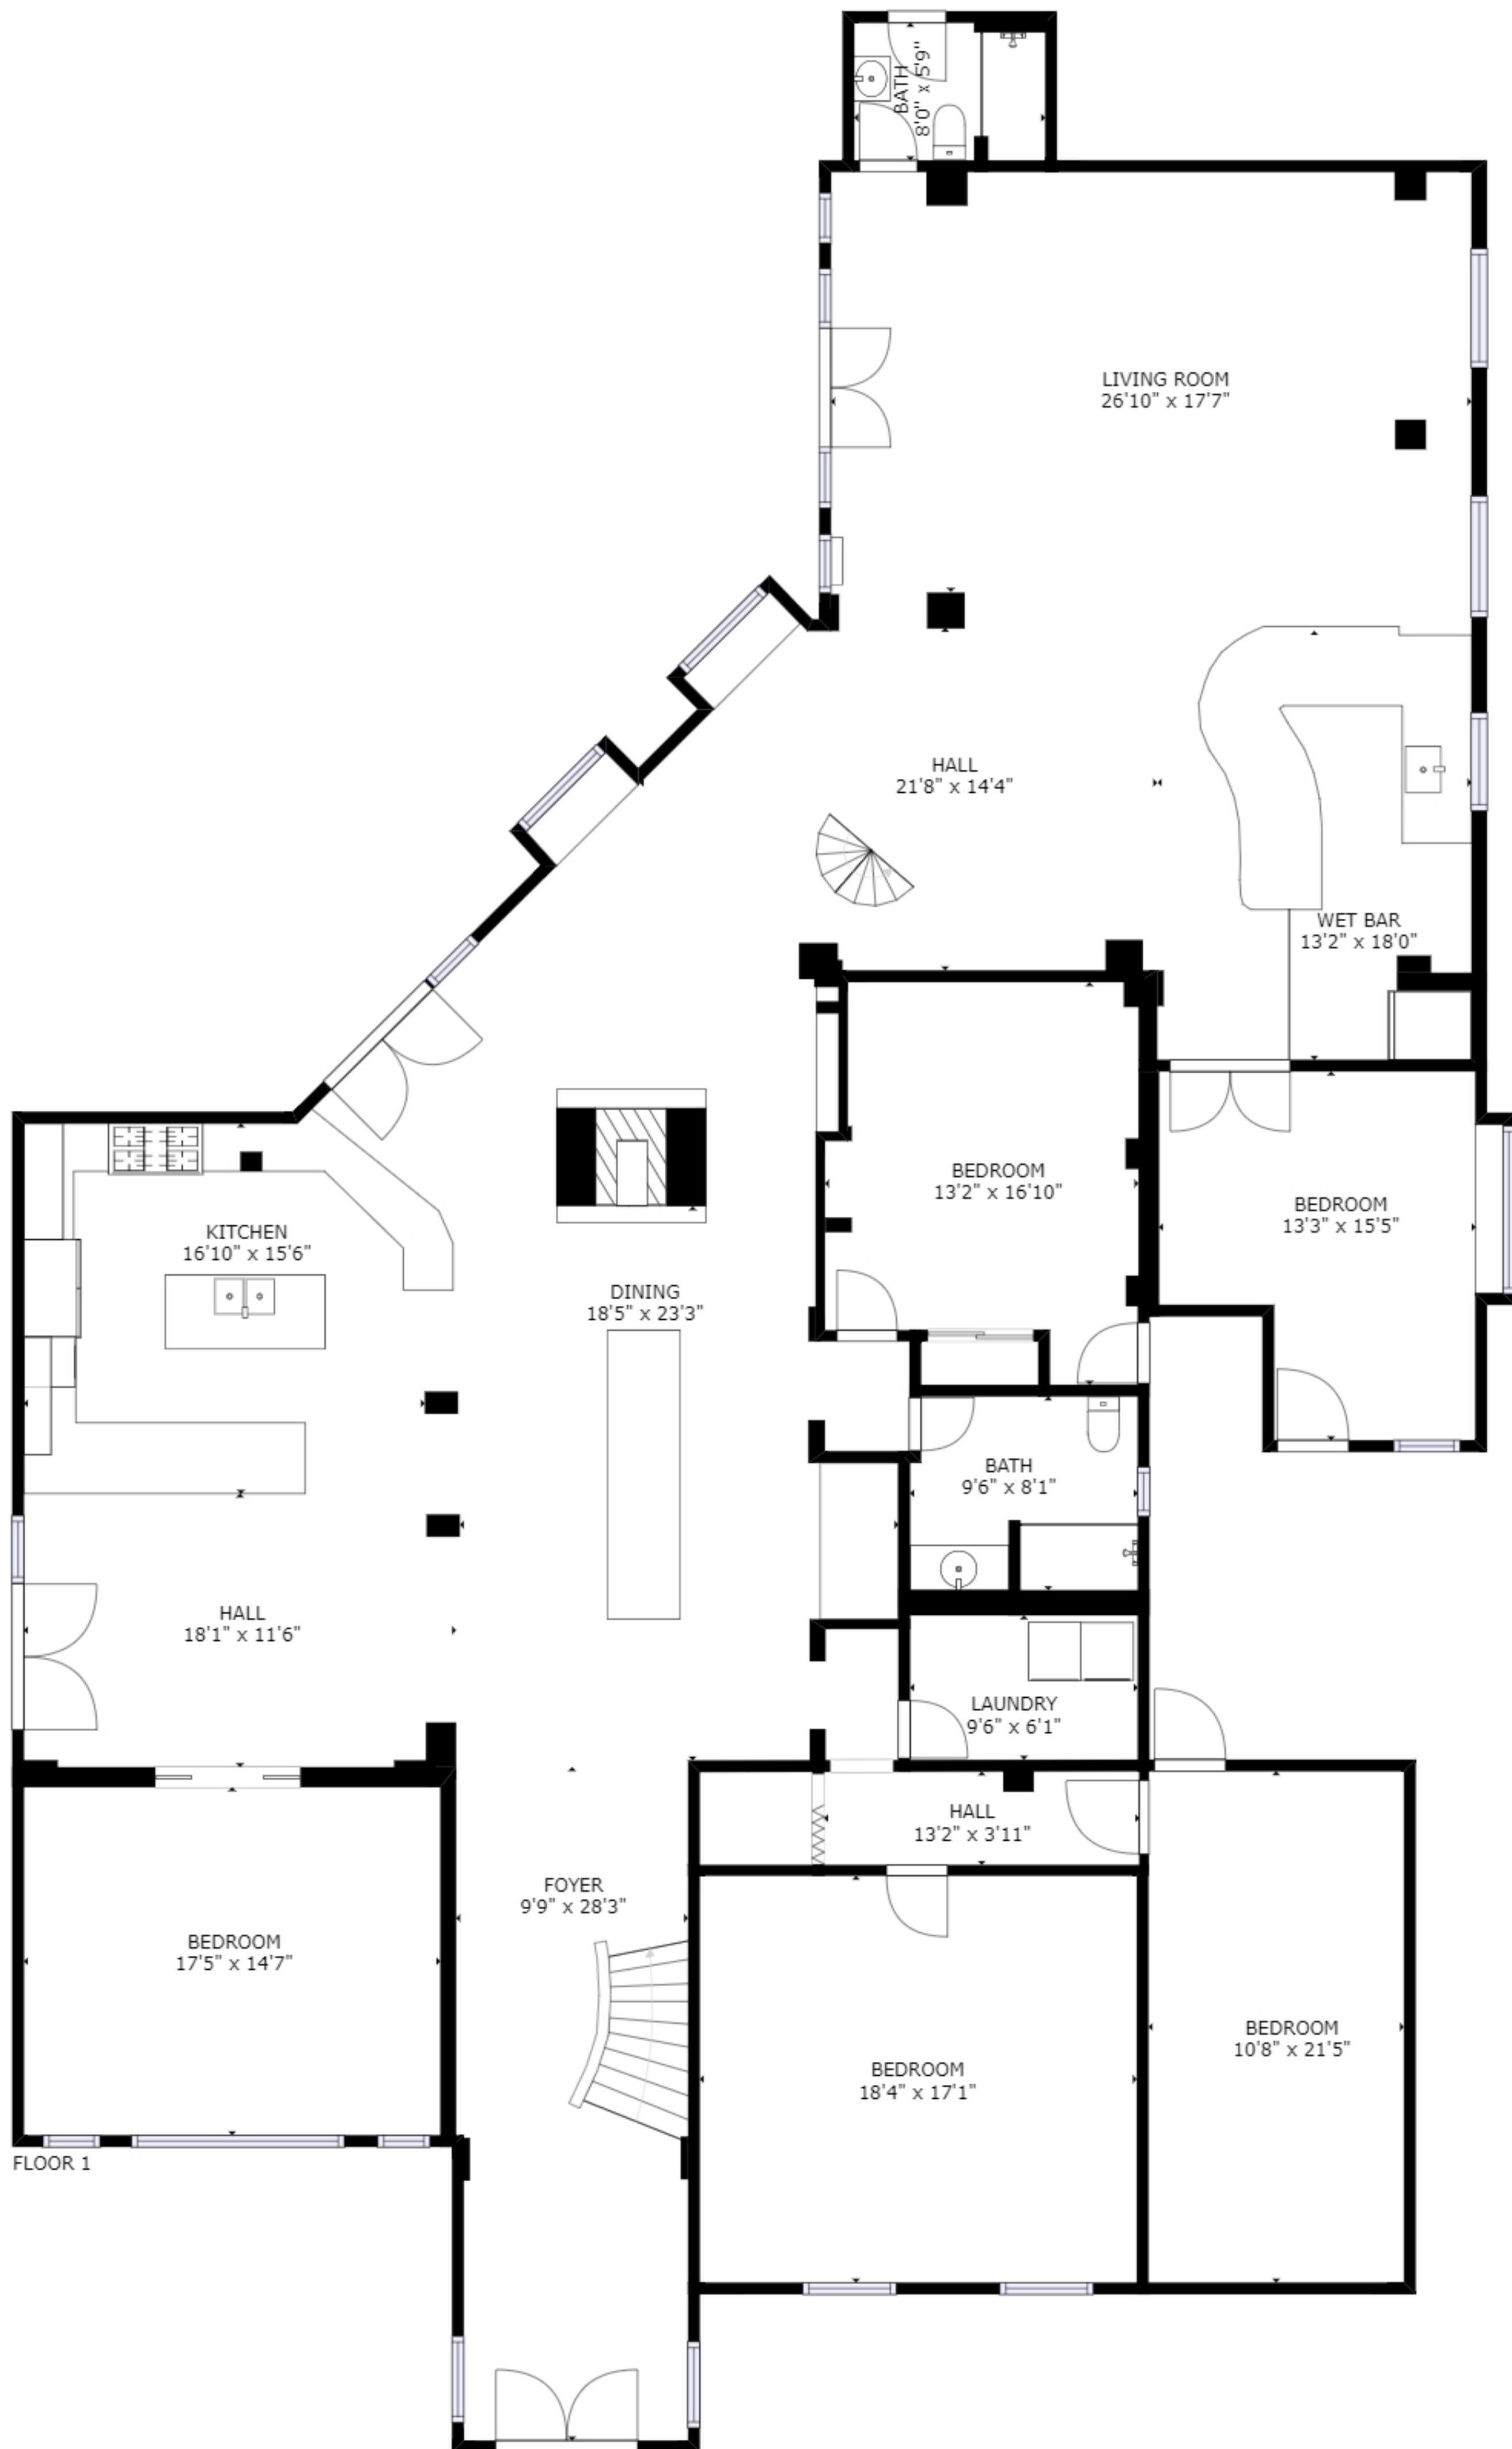 BATH
8'0" x 5'9"
LIVING ROOM
26'10" x 17'7"
HALL
21'8" x 14'4"
WET BAR
13'2" x 18'0"
BEDROOM
13'2" x 16'10"
BEDROOM
13'3" x 15'5"
KITCHEN
16'10" x 15'6"
DINING
18'5" x 23'3"
BATH
9'6" x 8'1"
HALL
18'1" x 11'6"
LAUNDRY
9'6" x 6'1"
HALL
13'2" x 3'11"
FOYER
9'9" x 28'3"
BEDROOM
17'5" x 14'7"
BEDROOM
10'8" x 21'5"
BEDROOM
18'4" x 17'1"
FLOOR 1